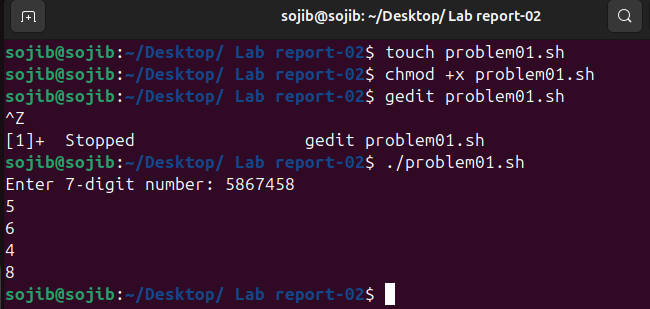 sojib@sojib: ~/Desktop/ Lab report-02
sojib@sojib:~/Desktop/ Lab report-02$ touch problem01.sh
sojib@sojib:~/Desktop/ Lab report-02$ chmod +x problem01.sh
sojib@sojib:~/Desktop/ Lab report-02$ gedit problem01.sh
^Z
[1]+  Stopped                 gedit problem01.sh
sojib@sojib:~/Desktop/ Lab report-02$ ./problem01.sh
Enter 7-digit number: 5867458
5
6
4
8
sojib@sojib:~/Desktop/ Lab report-02$